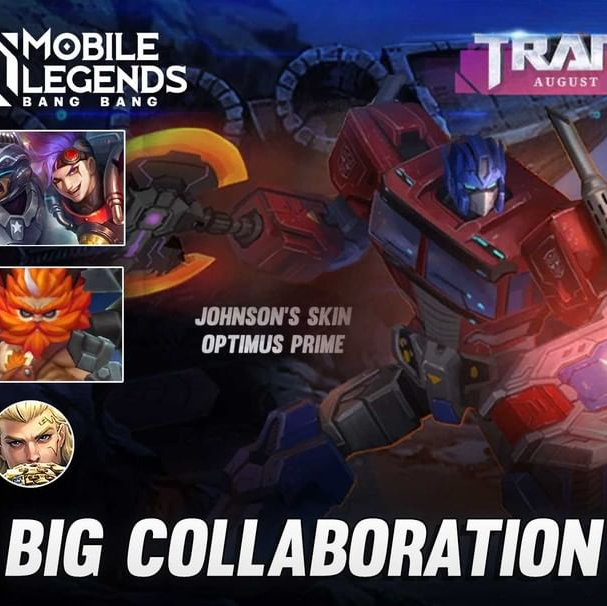 MOBILE
LEGENDS
BANG BANG
TRAN
AUGUST
JOHNSON'S SKIN
OPTIMUS PRIME
BIG COLLABORATION